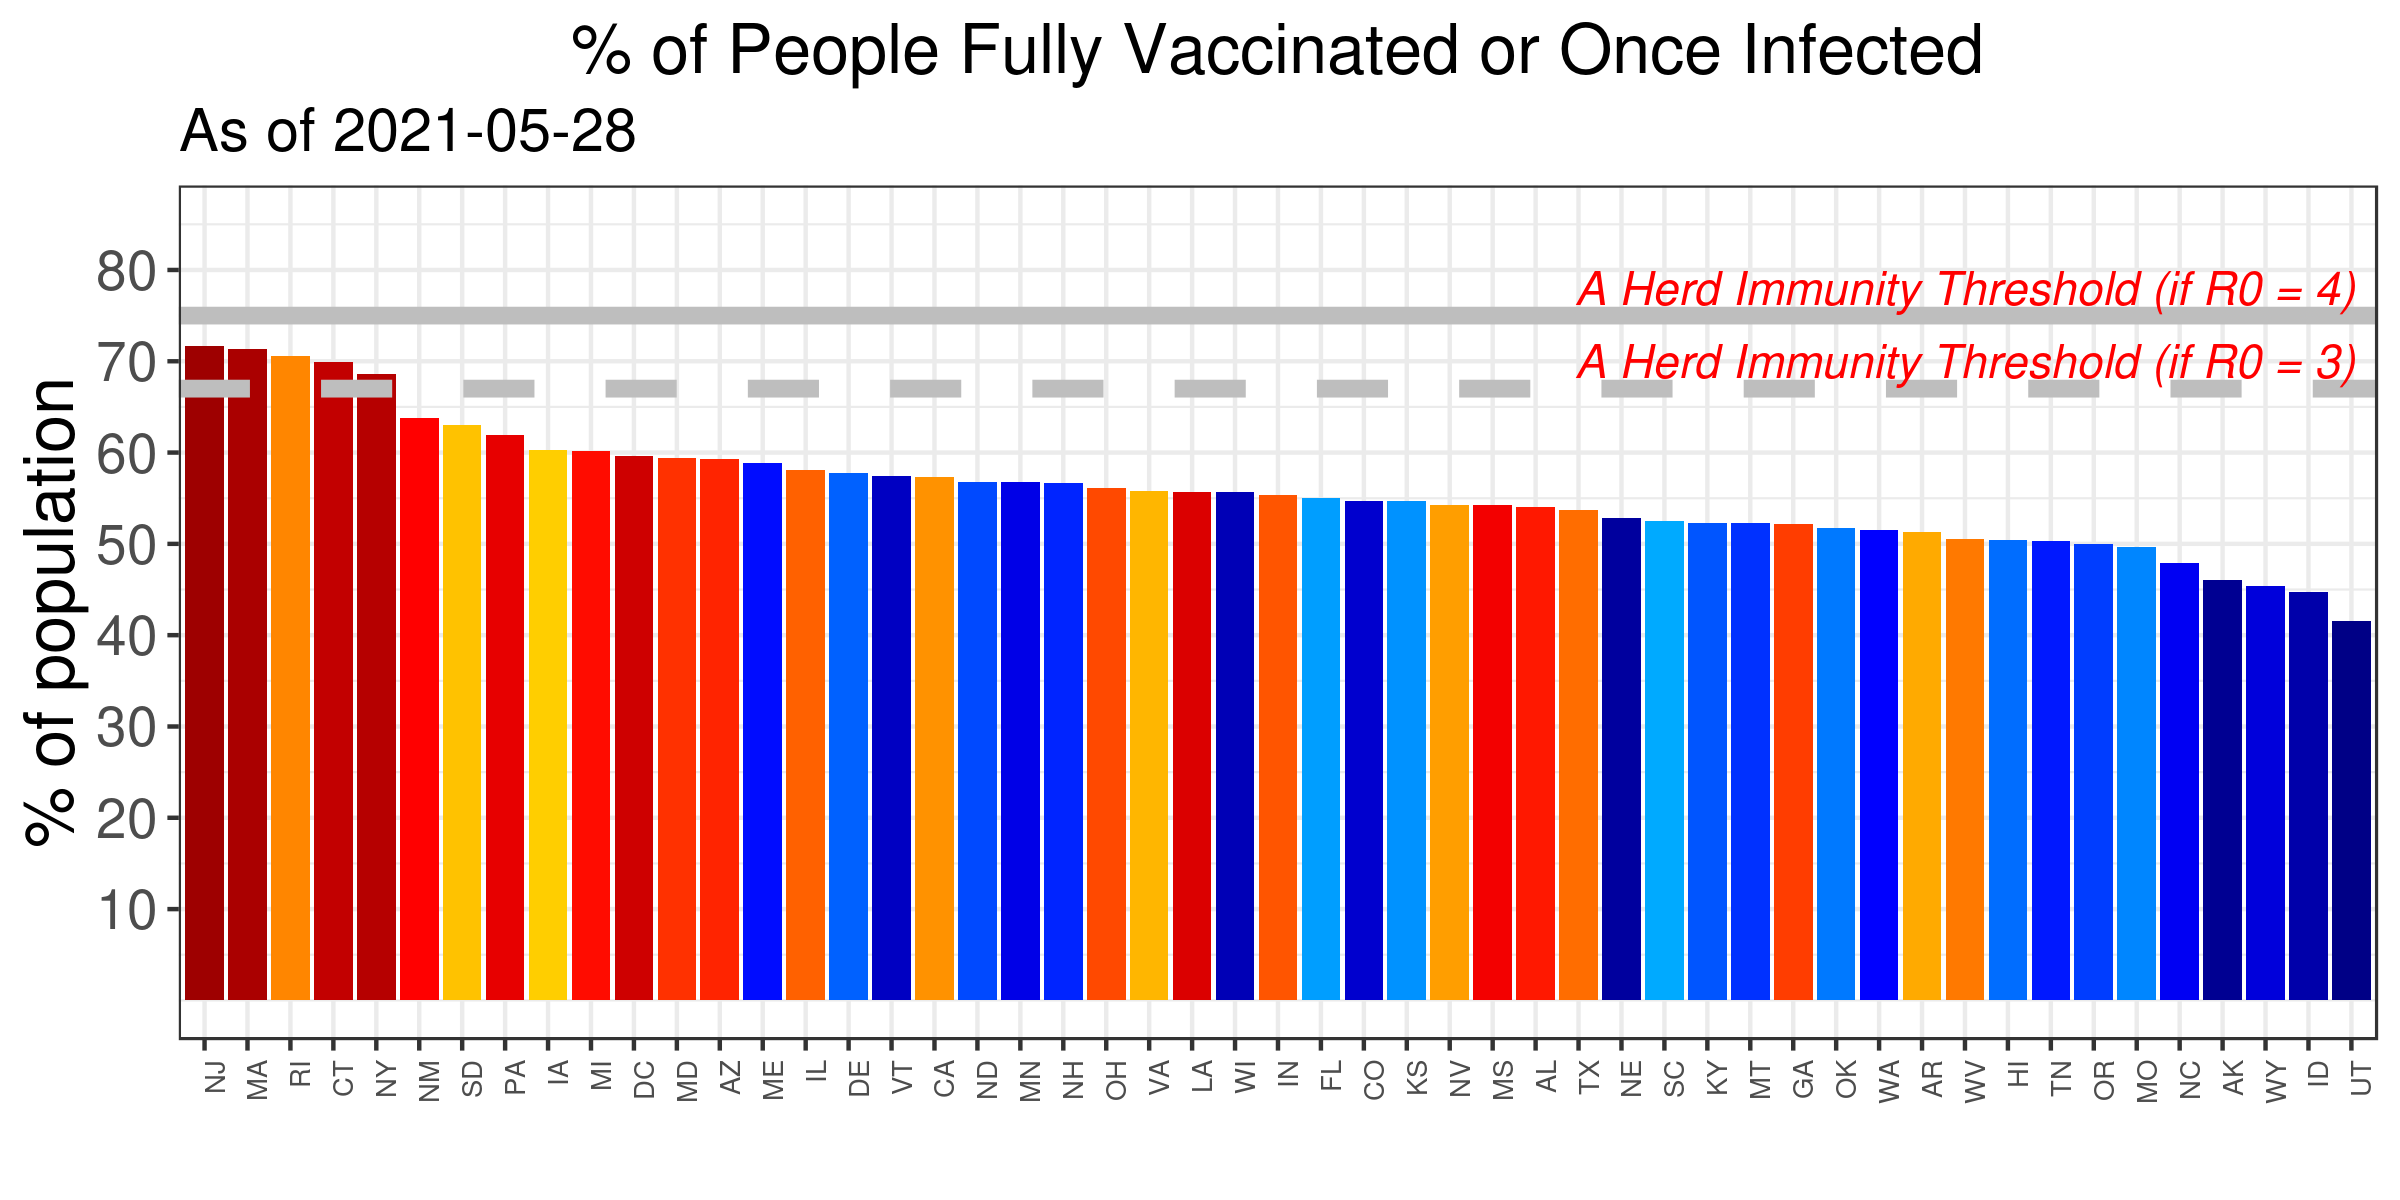 % of People Fully Vaccinated or Once Infected
As of 2021-05-28
% of population
80
70
60
50
40
30
20
10
A Herd Immunity Threshold (if R0 = 4)
A Herd Immunity Threshold (if R0 = 3)
NJ MA RI CT NY NM SD PA IA MI DC MD AZ ME IL DE VT CA ND MN NH OH VA LA WI IN FL CO KS NV MS AL TX NE SC KY MT GA OK WA AR WV HI TN OR MO NC AK WY ID UT